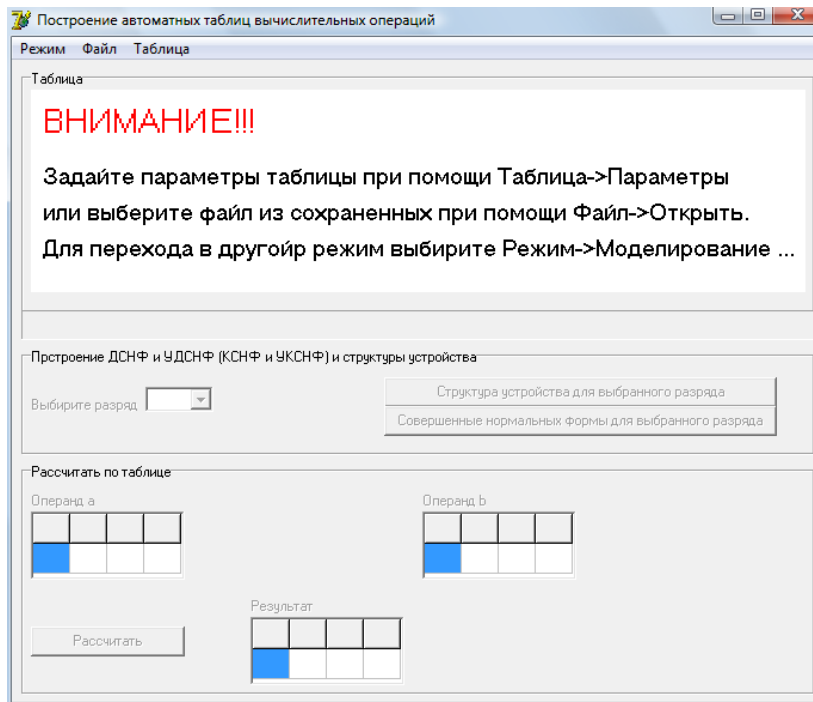 Построение автоматных таблиц вычислительных операций
Режим Файл Таблица
Таблица
ВНИМАНИЕ!!!
Задайте параметры таблицы при помощи Таблица->Параметры
или выберите файл из сохраненных при помощи Файл->Открыть.
Для перехода в другойр режим выбирите Режим->Моделирование ...
Прстроение ДСНФ и УДСНФ (КСНФ и УКСНФ) и структуры устройства
Выбирите разряд
Структура устройства для выбранного разряда
Совершенные нормальных формы для выбранного разряда
Рассчитать по таблице
Операнд a
Операнд b
Результат
Рассчитать